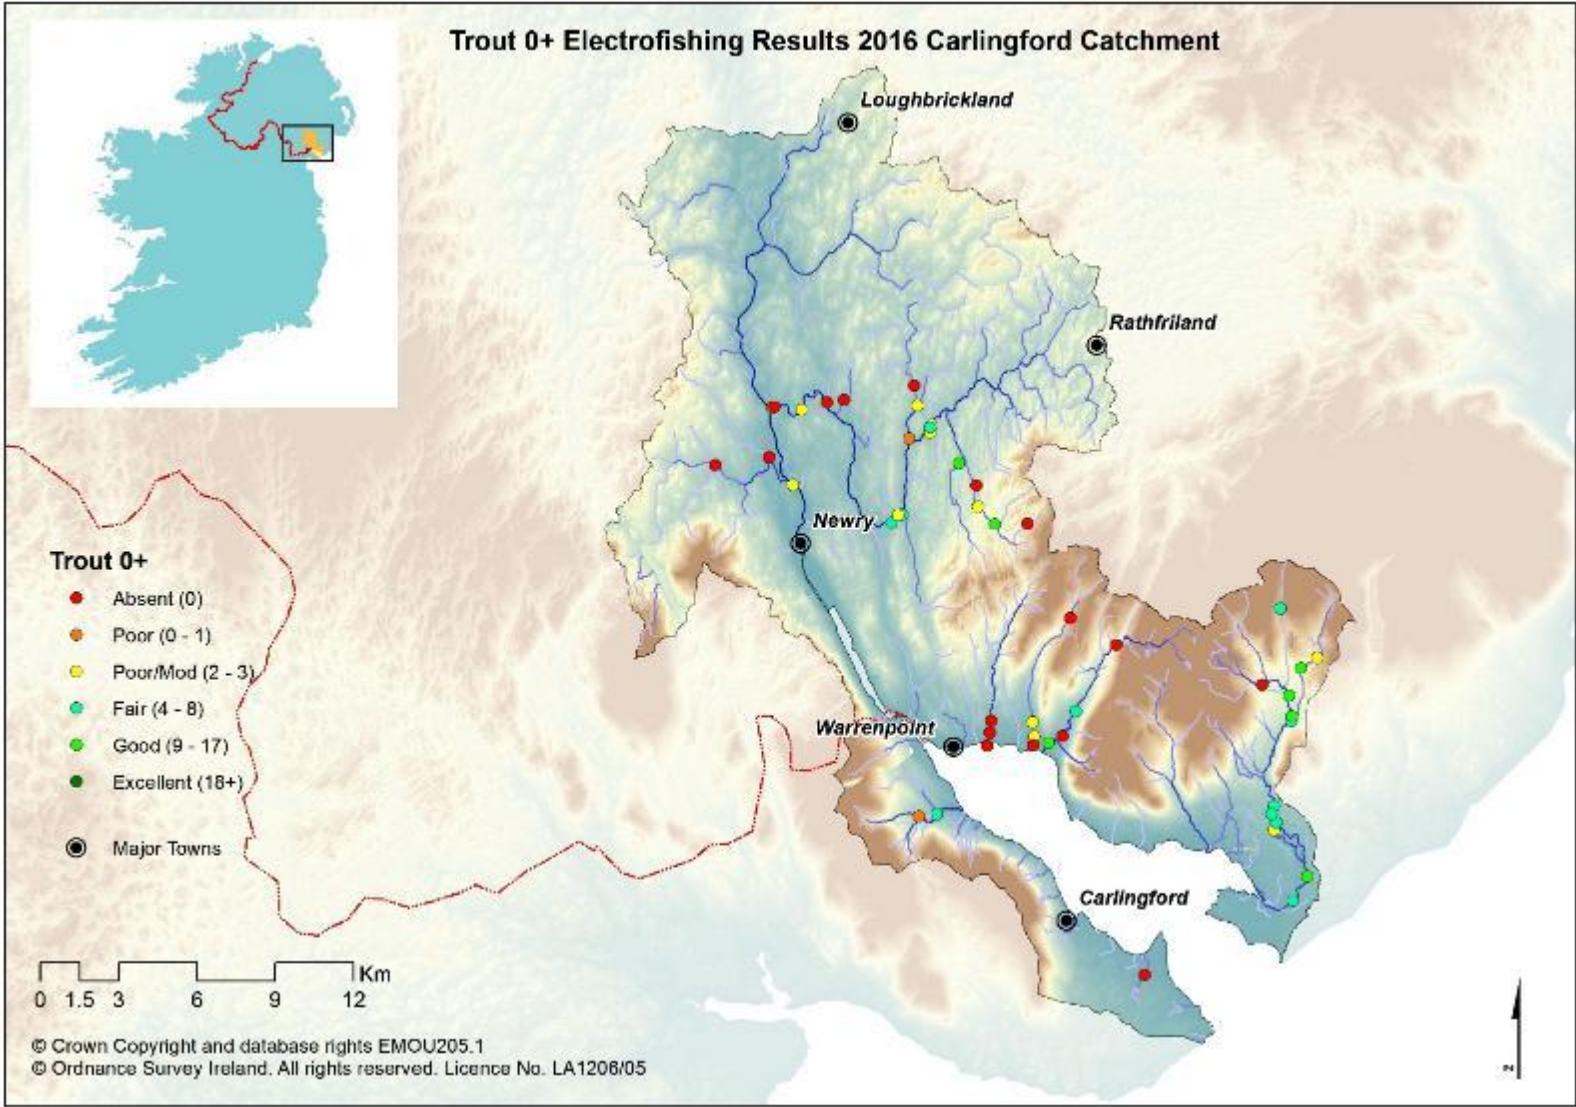 Trout 0+ Electrofishing Results 2016 Carlingford Catchment
Loughbrickland
Rathfriland
Newry
Warrenpoint
Carlingford
Trout 0+
Absent (0)
Poor (0 - 1)
Poor/Mod (2 - 3)
Fair (4 - 8)
Good (9 - 17)
Excellent (18+)
Major Towns
Km
0 1.5 3 6 9 12
© Crown Copyright and database rights EMOU205.1
© Ordnance Survey Ireland. All rights reserved. Licence No. LA1206/05
N